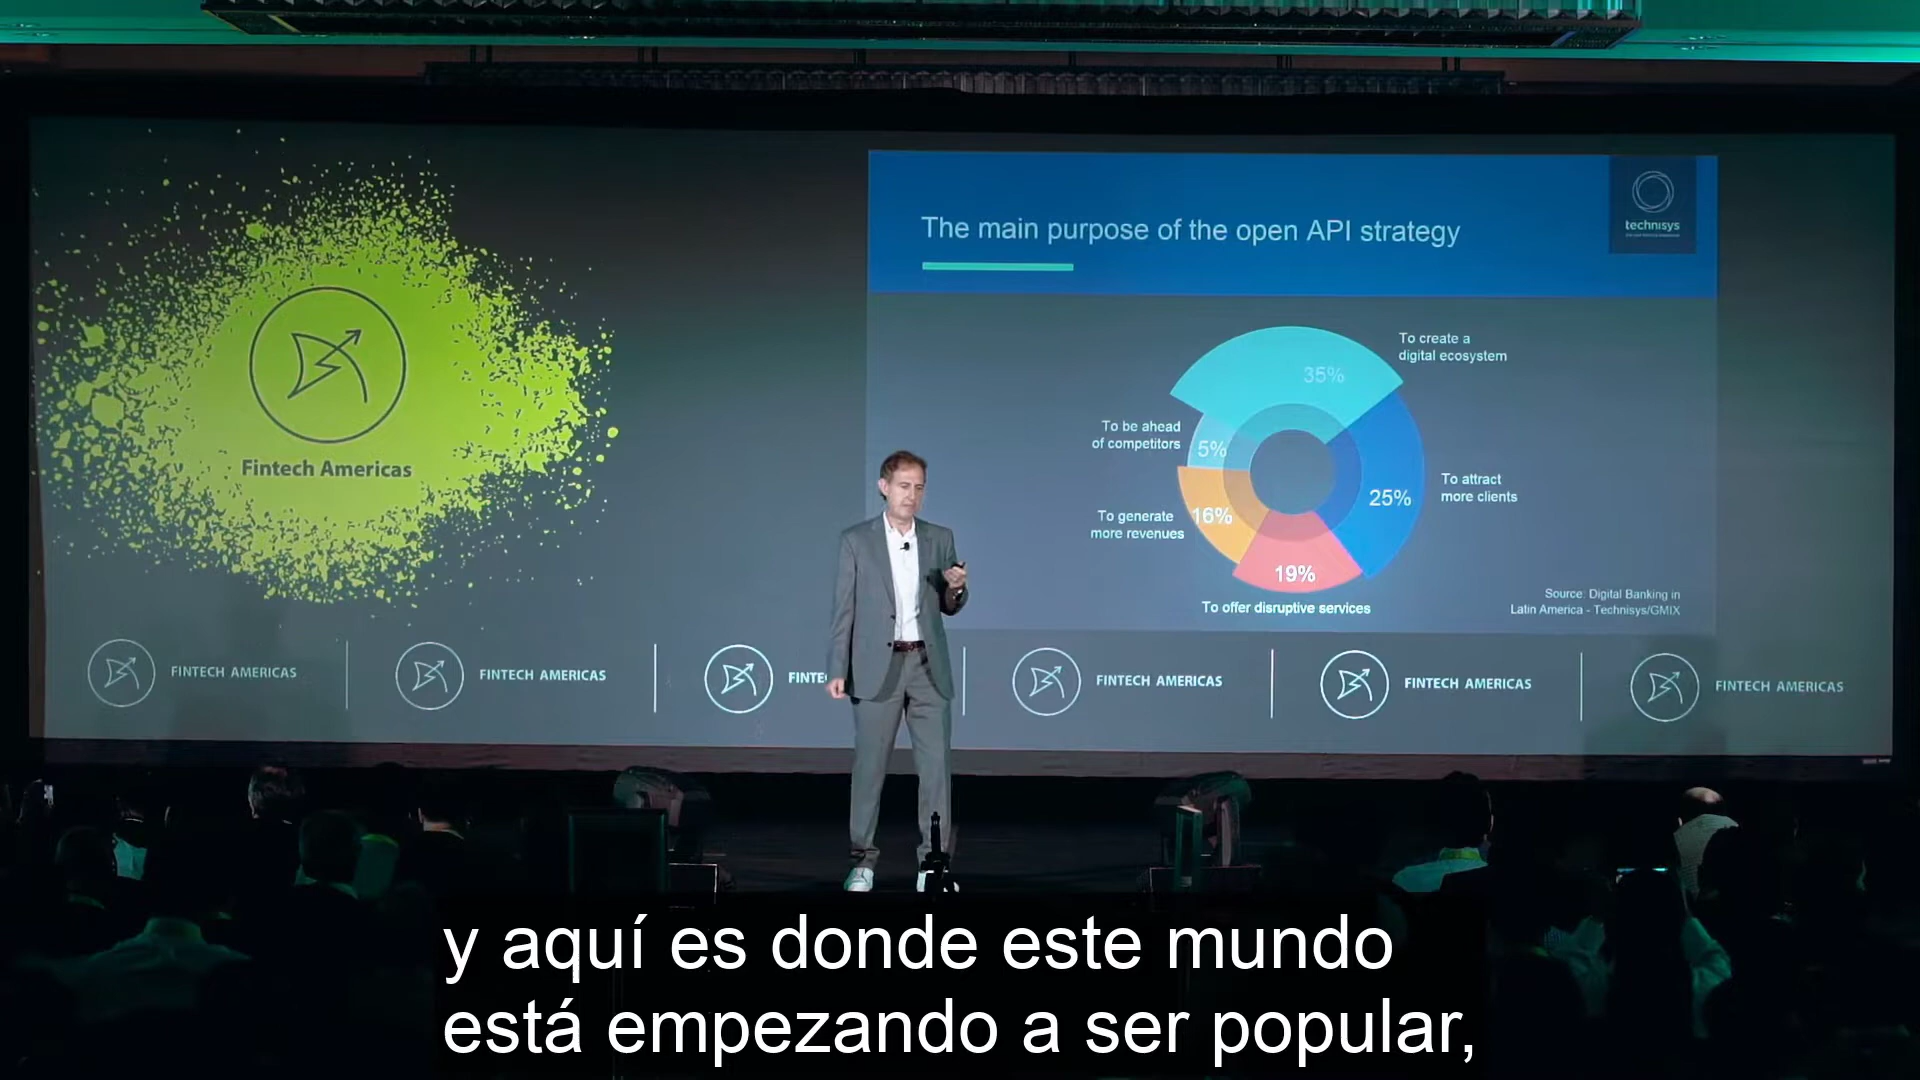 The main purpose of the open API strategy
technisys
To create a
digital ecosystem
35%
To be ahead
of competitors
5%
To attract
more clients
25%
To generate
more revenues
16%
19%
To offer disruptive services
Source: Digital Banking in
Latin America - Technisys/GMIX
Fintech Americas
FINTECH AMERICAS
FINTECH AMERICAS
FINTE
FINTECH AMERICAS
FINTECH AMERICAS
FINTECH AMERICAS
y aquí es donde este mundo
está empezando a ser popular,